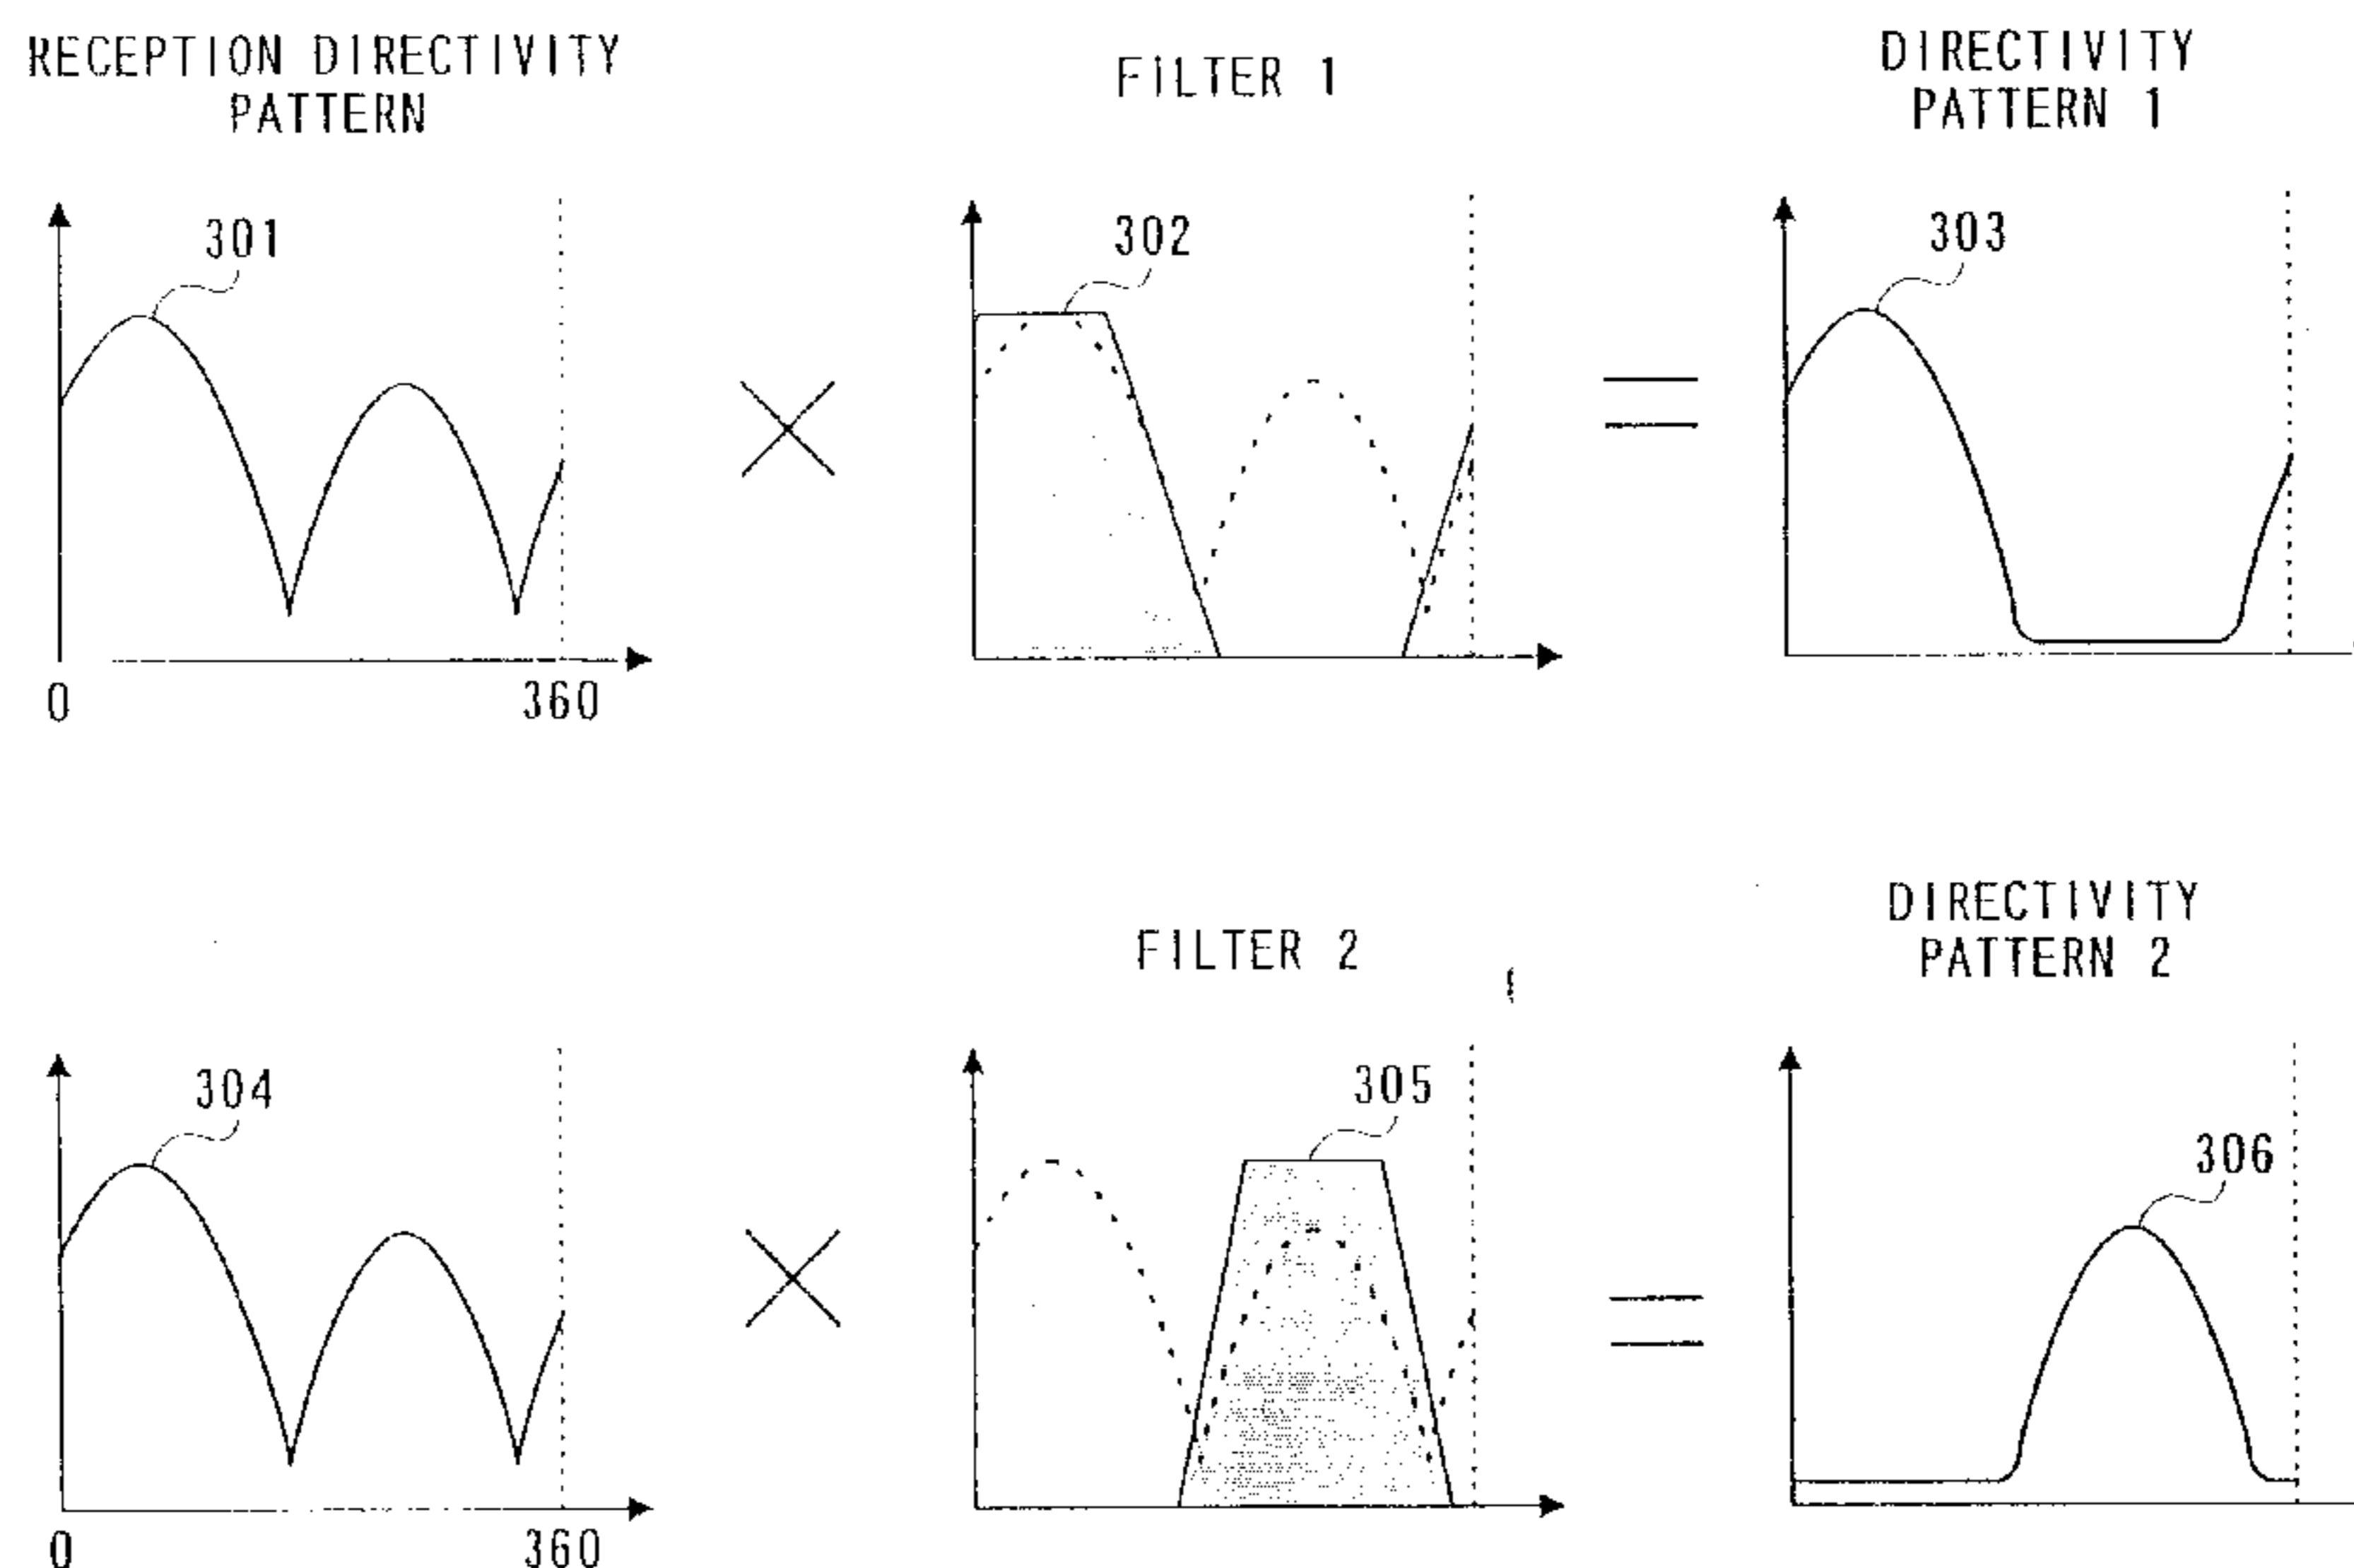 RECEPTION DIRECTIVITY
PATTERN
FILTER 1
DIRECTIVITY
PATTERN 1
301
302
303
0
360
FILTER 2
DIRECTIVITY
PATTERN 2
304
305
306
0
360